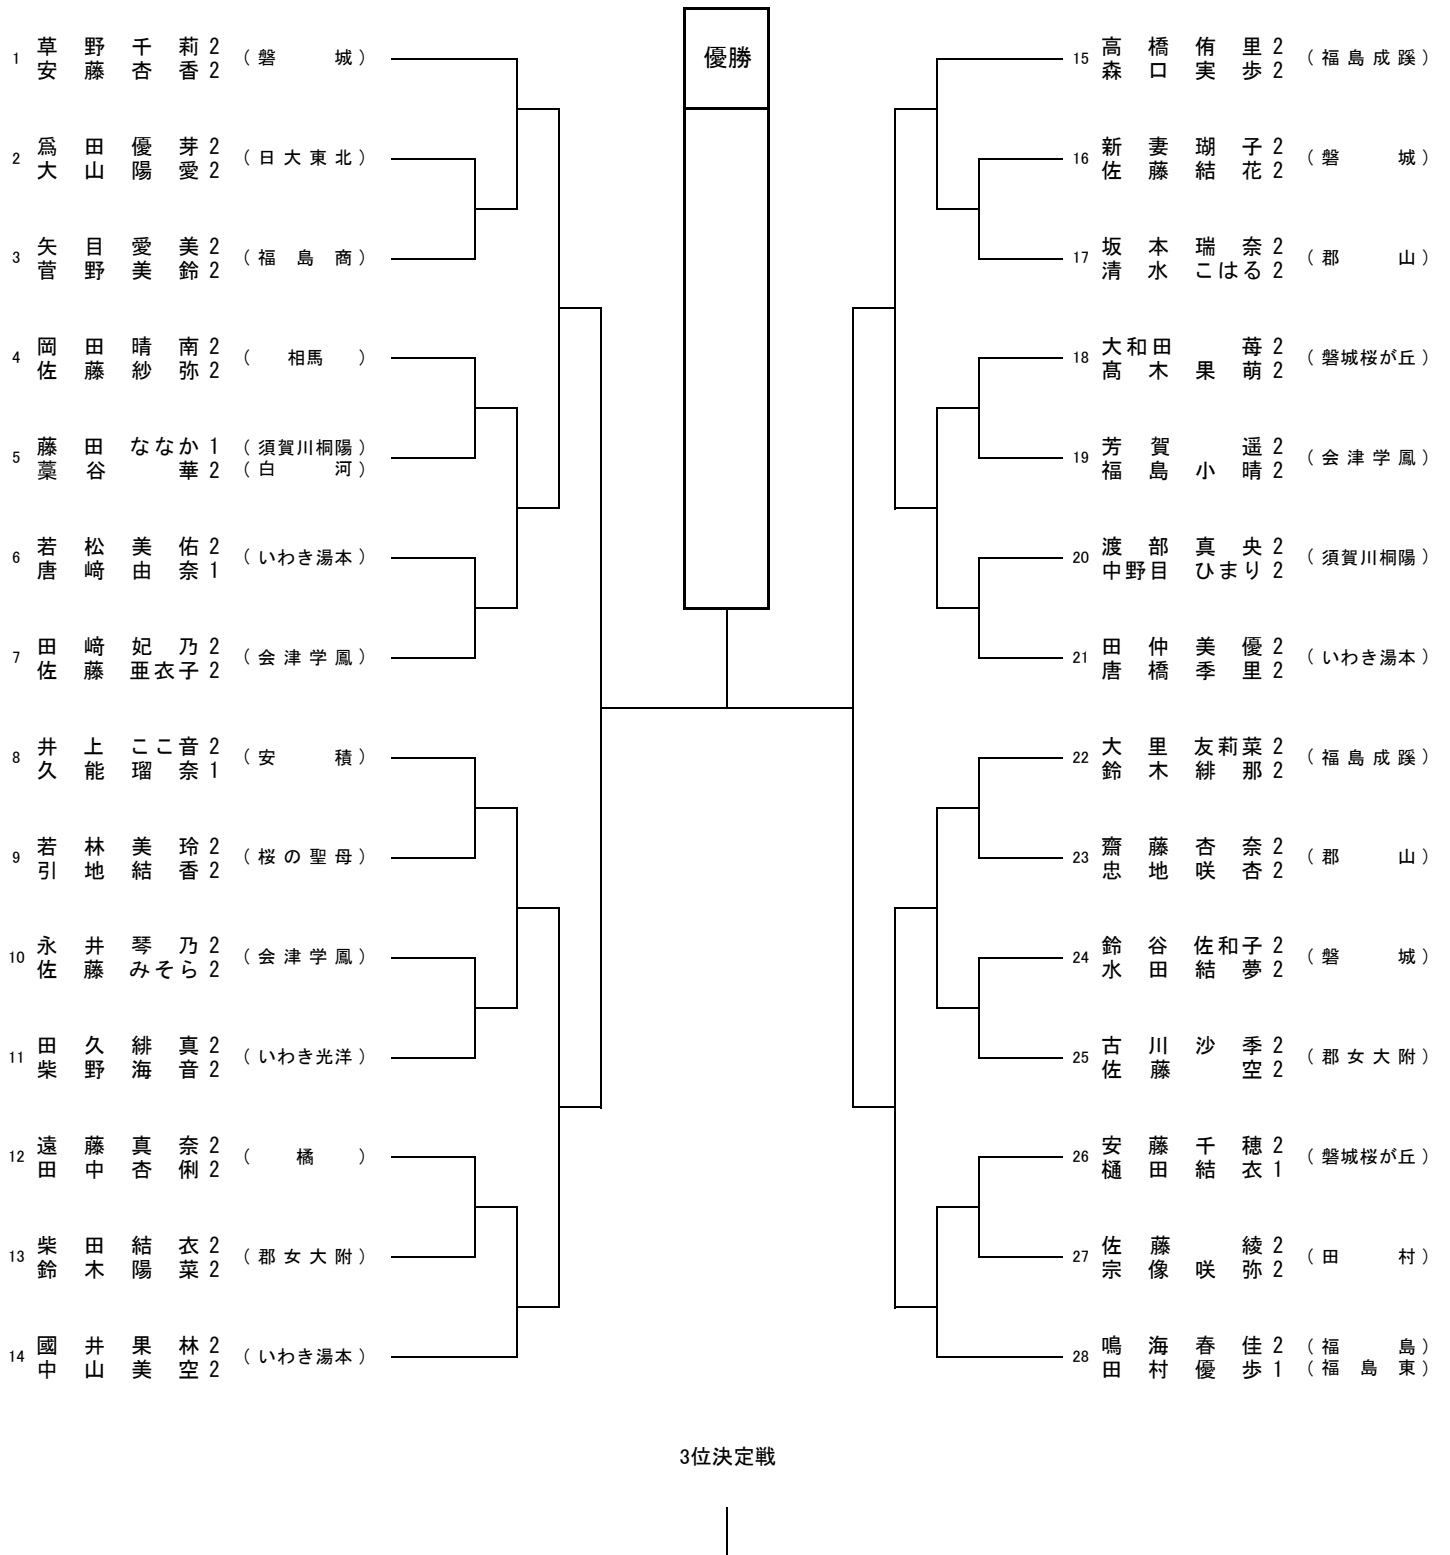 優勝
1 草野千莉 2 (磐城)
安藤杏香 2
2 爲田優芽 2 (日大東北)
大山陽愛 2
3 矢目愛美 2 (福島商)
菅野美鈴 2
4 岡田晴南 2 (相馬)
佐藤紗弥 2
5 藤田ななか 1 (須賀川桐陽)
藁谷華 2 (白河)
6 若松美佑 2 (いわき湯本)
唐﨑由奈 1
7 田﨑妃乃 2 (会津学鳳)
佐藤亜衣子 2
8 井上ここ音 2 (安積)
久能瑠奈 1
9 若林美玲 2 (桜の聖母)
引地結香 2
10 永井琴乃 2 (会津学鳳)
佐藤みそら 2
11 田久緋真 2 (いわき光洋)
柴野海音 2
12 遠藤真奈 2 (橘)
田中杏俐 2
13 柴田結衣 2 (郡女大附)
鈴木陽菜 2
14 國井果林 2 (いわき湯本)
中山美空 2
15 高橋侑里 2 (福島成蹊)
森口実歩 2
16 新妻瑚子 2 (磐城)
佐藤結花 2
17 坂本瑞奈 2 (郡山)
清水こはる 2
18 大和田苺 2 (磐城桜が丘)
髙木果萌 2
19 芳賀遥 2 (会津学鳳)
福島小晴 2
20 渡部真央 2 (須賀川桐陽)
中野目ひまり 2
21 田仲美優 2 (いわき湯本)
唐橋季里 2
22 大里友莉菜 2 (福島成蹊)
鈴木緋那 2
23 齋藤杏奈 2 (郡山)
忠地咲杏 2
24 鈴谷佐和子 2 (磐城)
水田結夢 2
25 古川沙季 2 (郡女大附)
佐藤空 2
26 安藤千穂 2 (磐城桜が丘)
樋田結衣 1
27 佐藤綾 2 (田村)
宗像咲弥 2
28 鳴海春佳 2 (福島)
田村優歩 1 (福島東)
3位決定戦